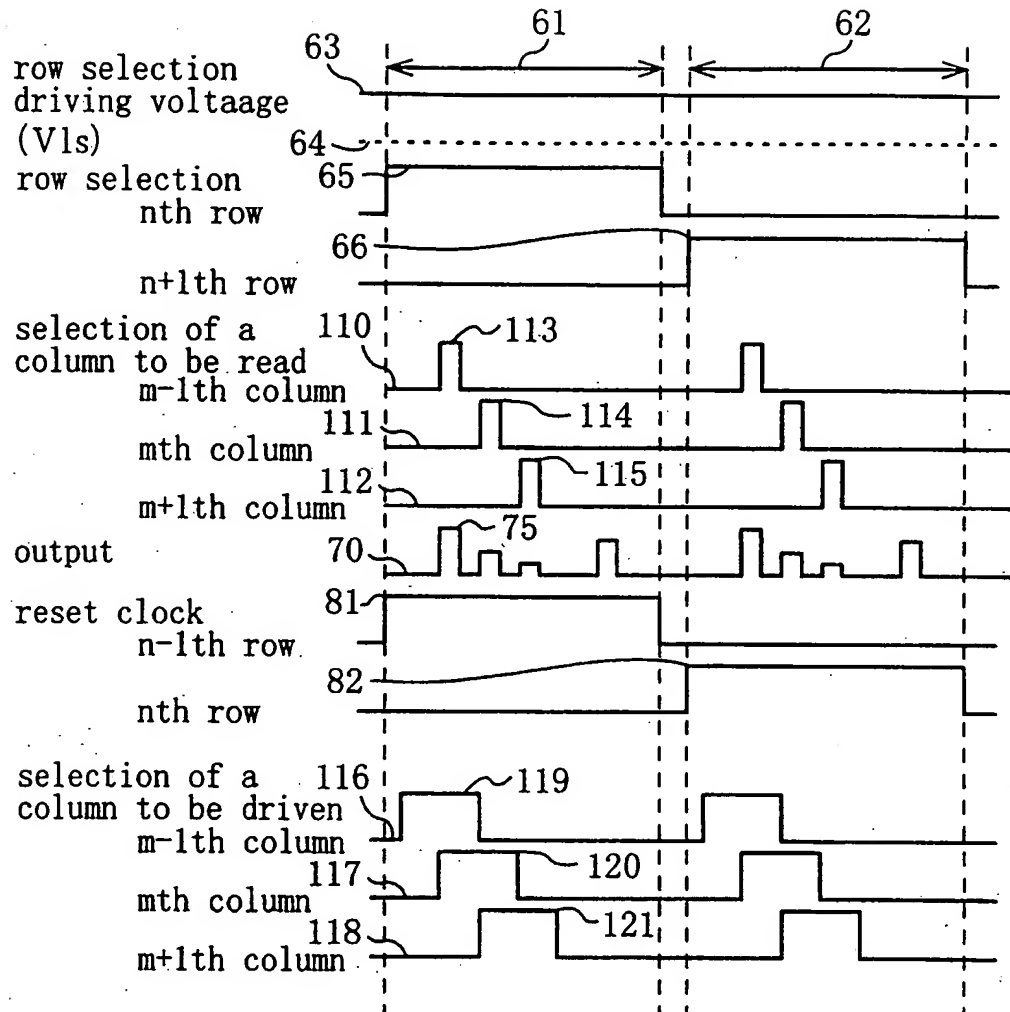 61
62
63
row selection
driving voltaage
(Vls)
64
row selection
65
nth row
66
n+1th row
selection of a
column to be read
110
113
m-1th column
111
114
mth column
112
115
m+1th column
output
70
75
reset clock
81
n-1th row
82
nth row
selection of a
column to be driven
116
119
m-1th column
117
120
mth column
118
121
m+1th column